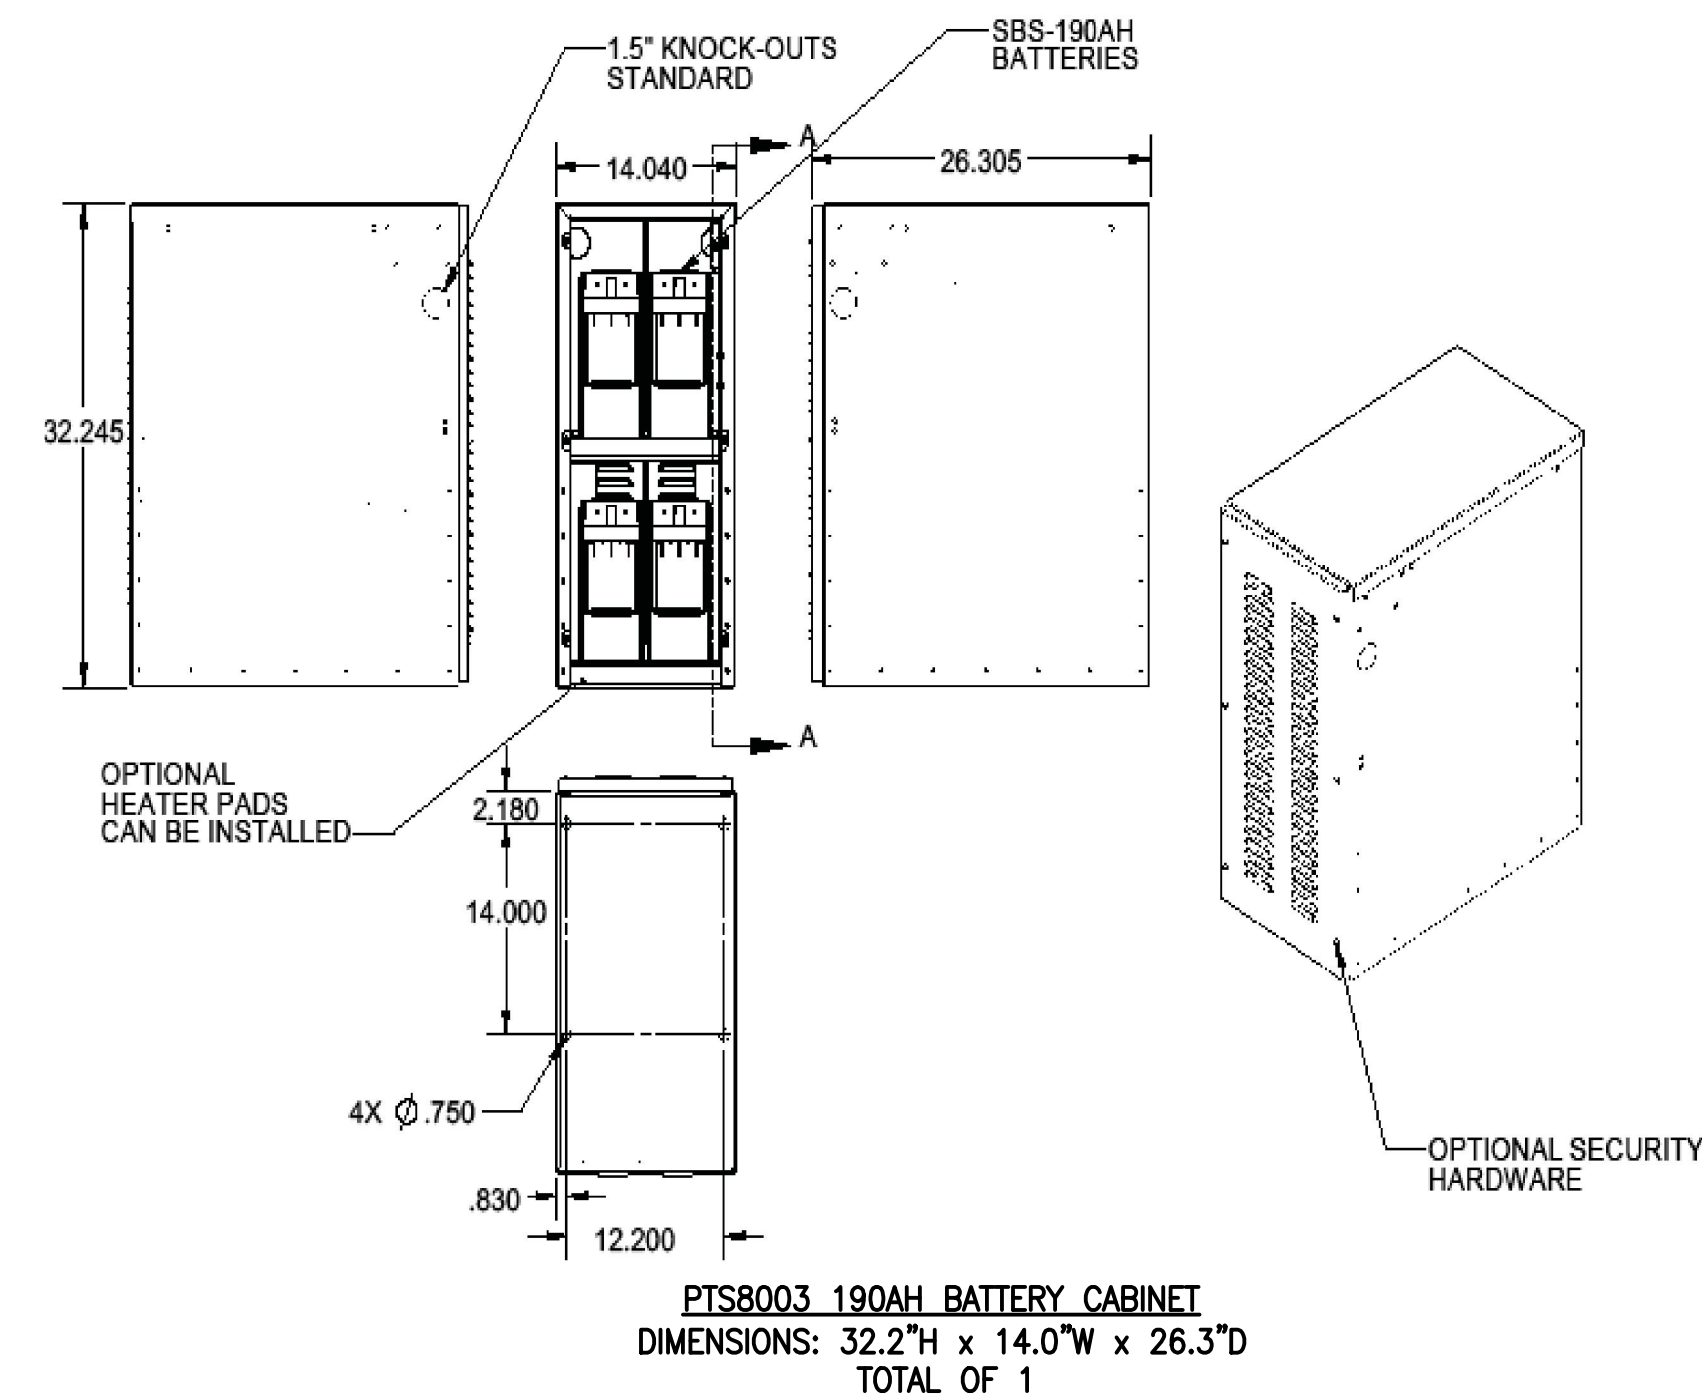 1.5" KNOCK-OUTS
STANDARD
SBS-190AH
BATTERIES
A
14.040
26.305
32.245
A
OPTIONAL
HEATER PADS
CAN BE INSTALLED
2.180
14.000
4X Ø .750
.830
12.200
OPTIONAL SECURITY
HARDWARE
PTS8003 190AH BATTERY CABINET
DIMENSIONS: 32.2"H x 14.0"W x 26.3"D
TOTAL OF 1